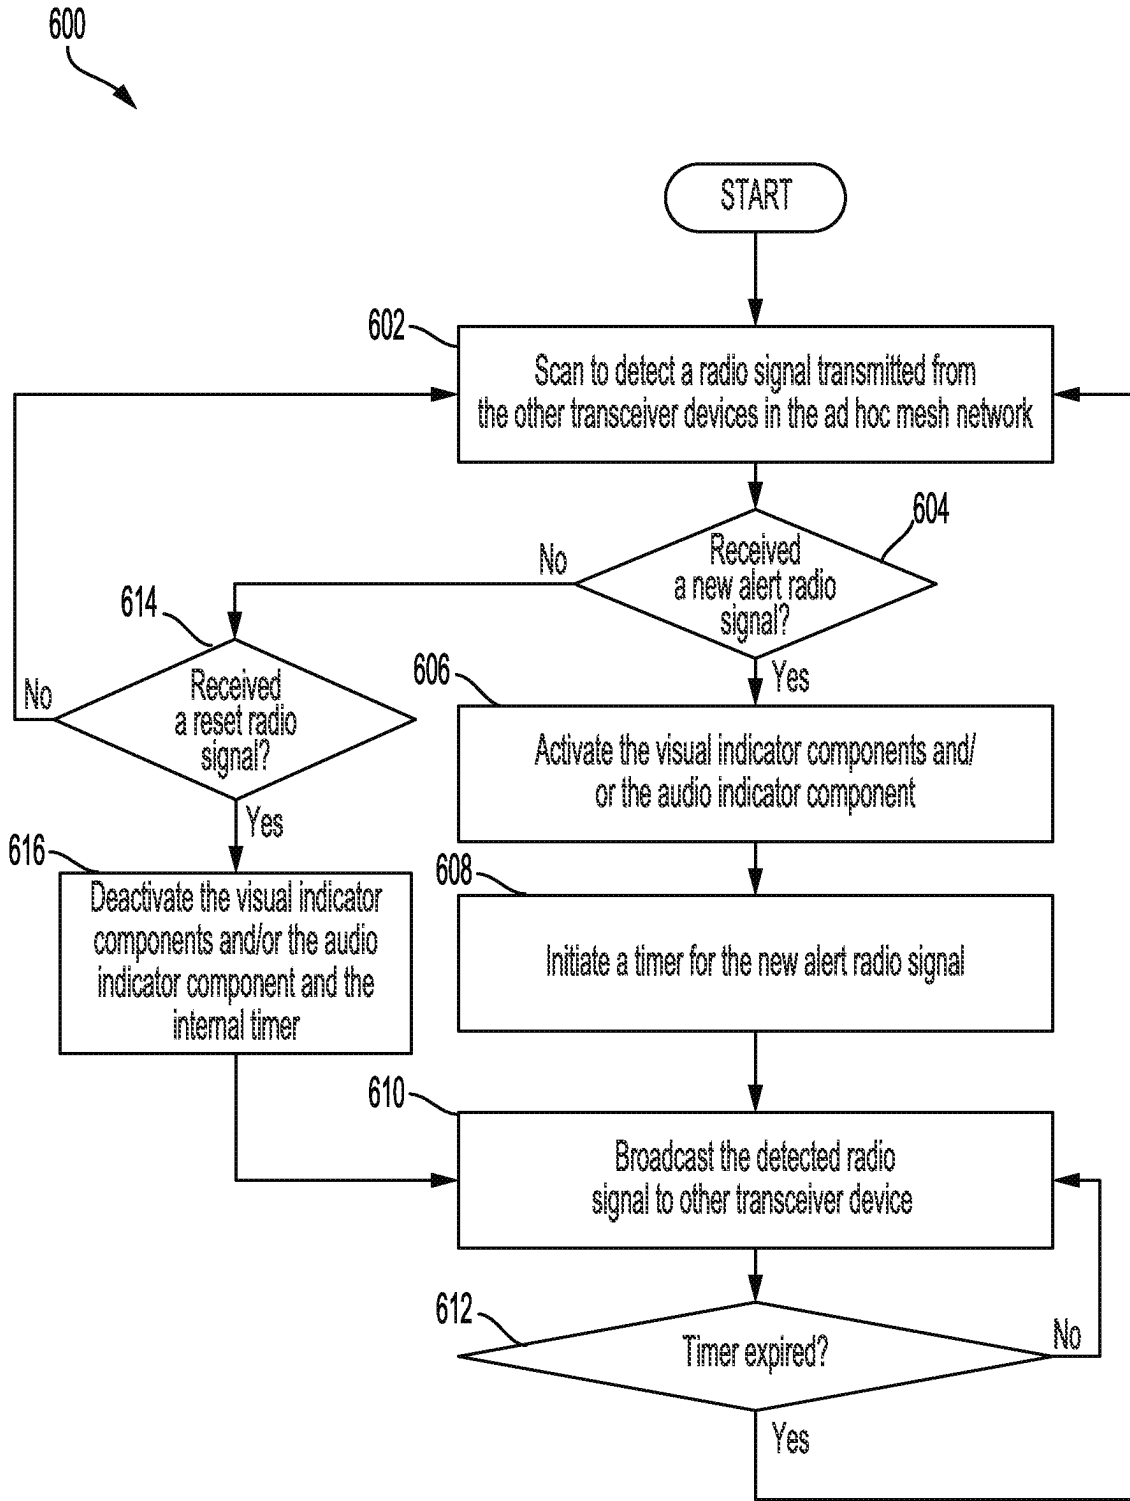 600
START
602
Scan to detect a radio signal transmitted from
the other transceiver devices in the ad hoc mesh network
604
Received
a new alert radio
signal?
No
Yes
614
Received
a reset radio
signal?
No
Yes
606
Activate the visual indicator components and/
or the audio indicator component
616
Deactivate the visual indicator
components and/or the audio
indicator component and the
internal timer
608
Initiate a timer for the new alert radio signal
610
Broadcast the detected radio
signal to other transceiver device
612
Timer expired?
No
Yes